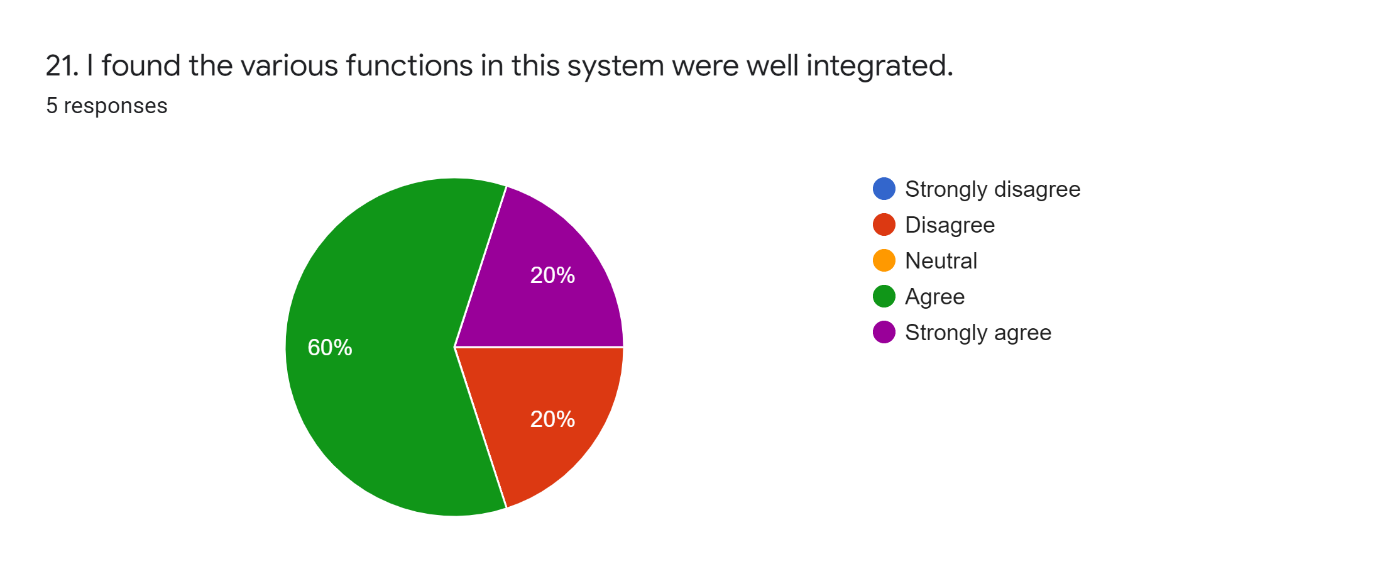 21. I found the various functions in this system were well integrated.
5 responses
20%
60%
20%
Strongly disagree
Disagree
Neutral
Agree
Strongly agree